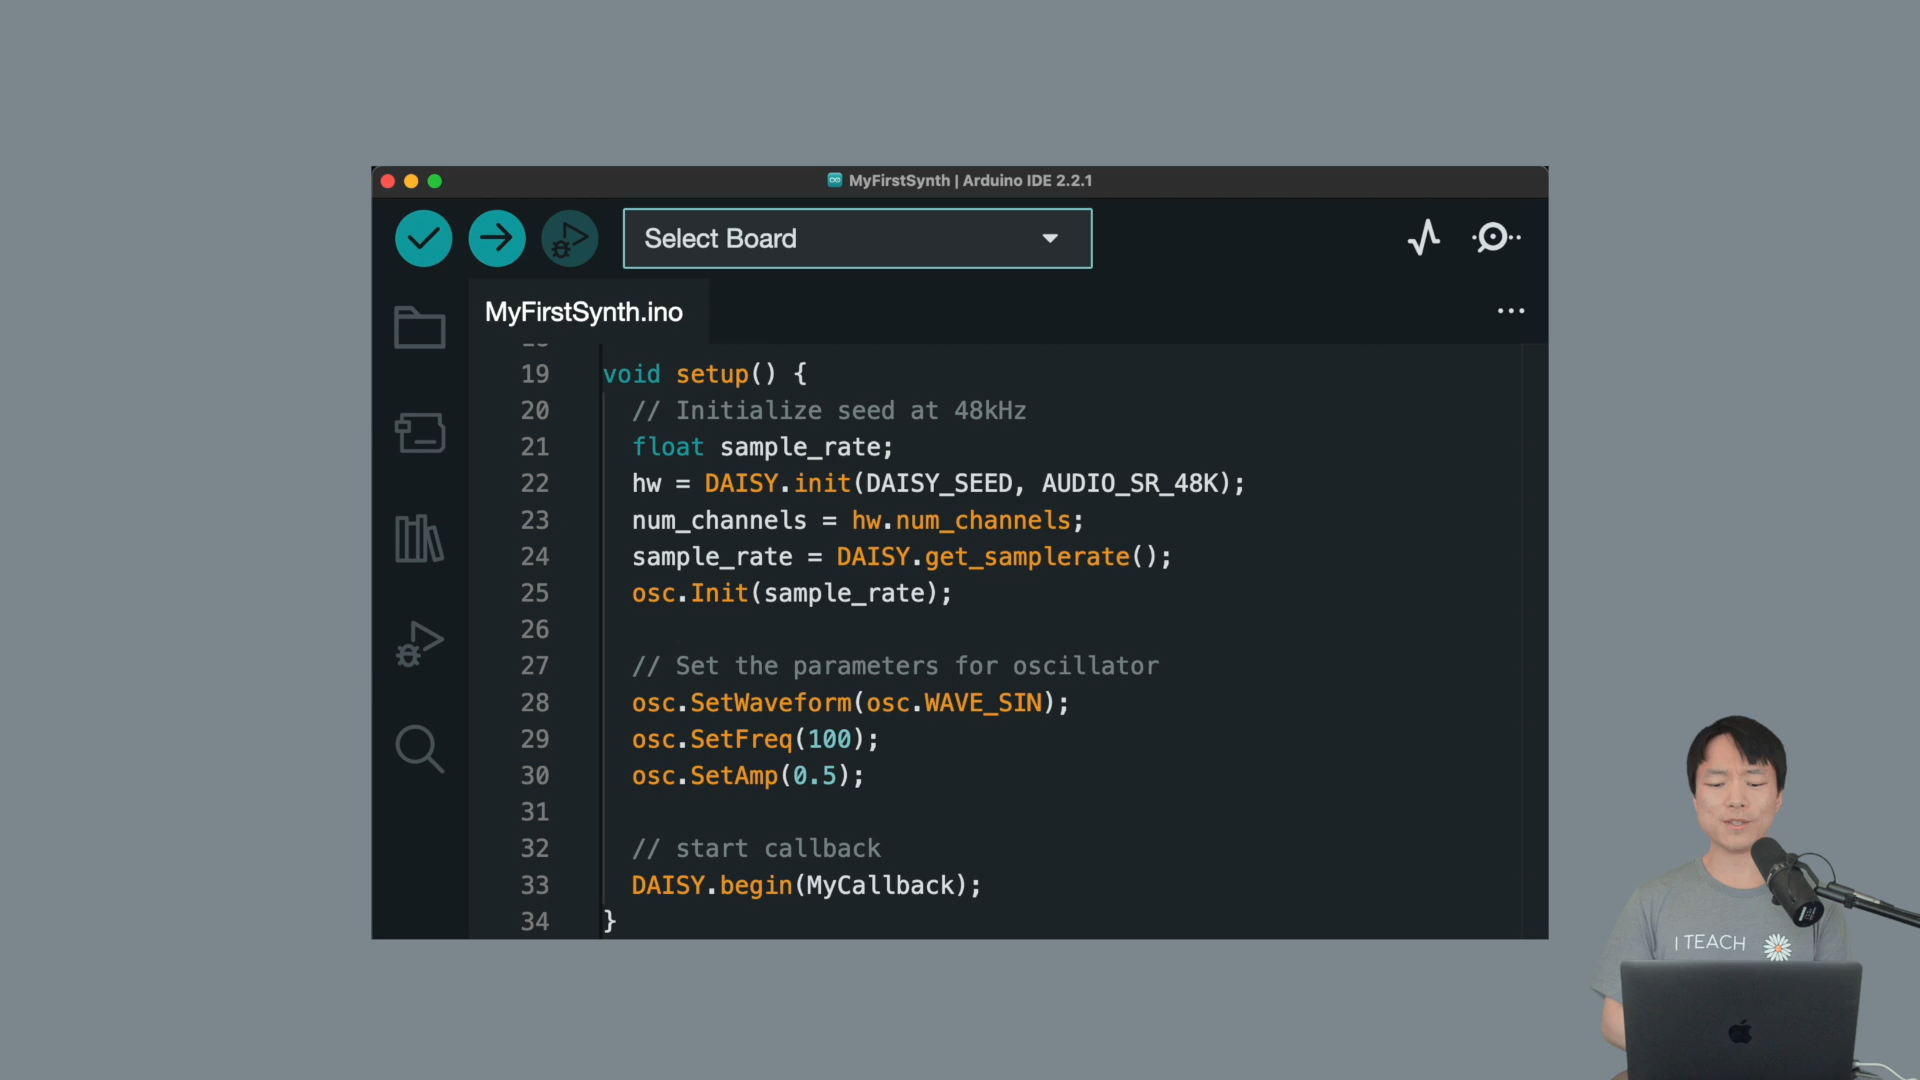 MyFirstSynth | Arduino IDE 2.2.1
Select Board
MyFirstSynth.ino
19 void setup() {
20 // Initialize seed at 48kHz
21 float sample_rate;
22 hw = DAISY.init(DAISY_SEED, AUDIO_SR_48K);
23 num_channels = hw.num_channels;
24 sample_rate = DAISY.get_samplerate();
25 osc.Init(sample_rate);
26
27 // Set the parameters for oscillator
28 osc.SetWaveform(osc.WAVE_SIN);
29 osc.SetFreq(100);
30 osc.SetAmp(0.5);
31
32 // start callback
33 DAISY.begin(MyCallback);
34 }
I TEACH